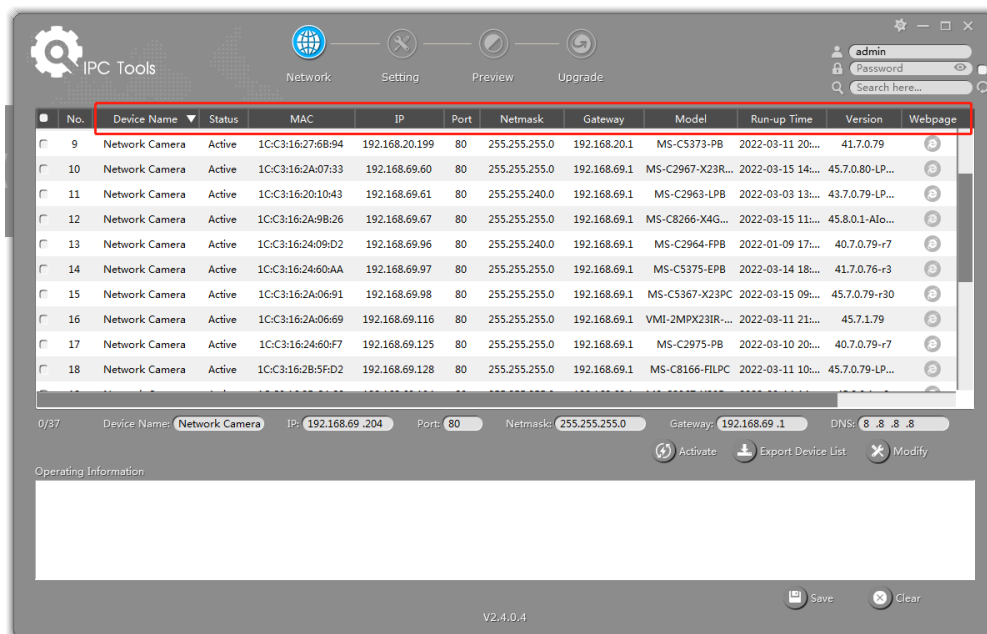 IPC Tools
Network Setting Preview Upgrade
admin
Password
Search here...
No. Device Name Status MAC IP Port Netmask Gateway Model Run-up Time Version Webpage
9 Network Camera Active 1C:C3:16:27:6B:94 192.168.20.199 80 255.255.255.0 192.168.20.1 MS-C5373-PB 2022-03-11 20:... 41.7.0.79
10 Network Camera Active 1C:C3:16:2A:07:33 192.168.69.60 80 255.255.255.0 192.168.69.1 MS-C2967-X23R... 2022-03-15 14:... 45.7.0.80-LP...
11 Network Camera Active 1C:C3:16:20:10:43 192.168.69.61 80 255.255.240.0 192.168.69.1 MS-C2963-LPB 2022-03-03 13:... 43.7.0.79-LP...
12 Network Camera Active 1C:C3:16:2A:9B:26 192.168.69.67 80 255.255.255.0 192.168.69.1 MS-C8266-X4G... 2022-03-15 11:... 45.8.0.1-AIo...
13 Network Camera Active 1C:C3:16:24:09:D2 192.168.69.96 80 255.255.240.0 192.168.69.1 MS-C2964-FPB 2022-01-09 17:... 40.7.0.79-r7
14 Network Camera Active 1C:C3:16:24:60:AA 192.168.69.97 80 255.255.255.0 192.168.69.1 MS-C5375-EPB 2022-03-14 18:... 41.7.0.76-r3
15 Network Camera Active 1C:C3:16:2A:06:91 192.168.69.98 80 255.255.255.0 192.168.69.1 MS-C5367-X23PC 2022-03-15 09:... 45.7.0.79-r30
16 Network Camera Active 1C:C3:16:2A:06:69 192.168.69.116 80 255.255.255.0 192.168.69.1 VMI-2MPX23IR-... 2022-03-11 21:... 45.7.1.79
17 Network Camera Active 1C:C3:16:24:60:F7 192.168.69.125 80 255.255.255.0 192.168.69.1 MS-C2975-PB 2022-03-10 20:... 40.7.0.79-r7
18 Network Camera Active 1C:C3:16:2B:5F:D2 192.168.69.128 80 255.255.255.0 192.168.69.1 MS-C8166-FILPC 2022-03-11 10:... 45.7.0.79-LP...
0/37 Device Name: Network Camera IP: 192.168.69 .204 Port: 80 Netmask: 255.255.255.0 Gateway: 192.168.69 .1 DNS: 8 .8 .8 .8
Activate Export Device List Modify
Operating Information
Save Clear
V2.4.0.4